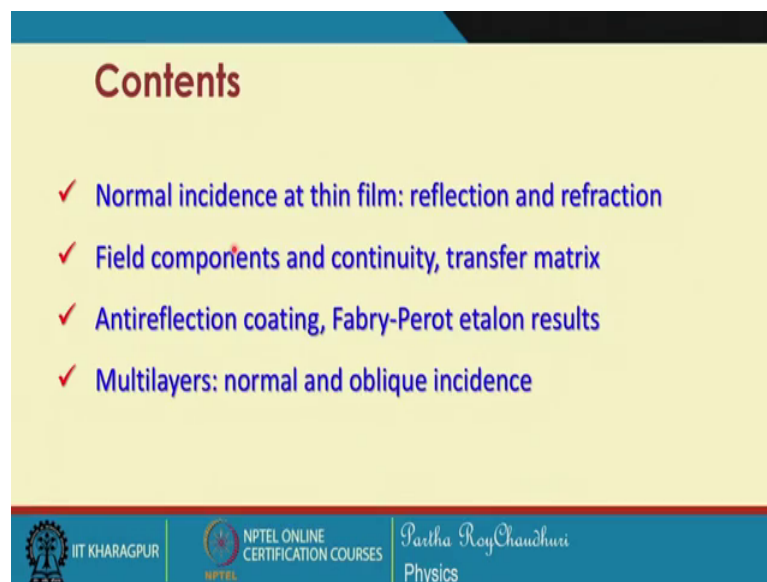 Contents
✓ Normal incidence at thin film: reflection and refraction
✓ Field components and continuity, transfer matrix
✓ Antireflection coating, Fabry-Perot etalon results
✓ Multilayers: normal and oblique incidence
IIT KHARAGPUR
NPTEL
NPTEL ONLINE
CERTIFICATION COURSES
Partha RoyChaudhuri
Physics